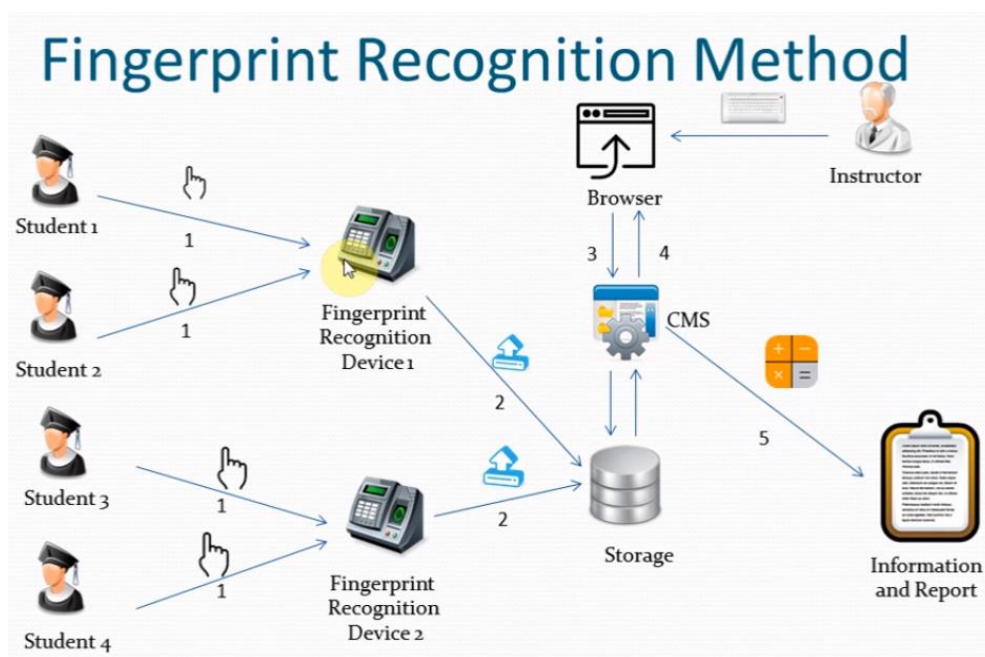 Fingerprint Recognition Method
Student 1
1
Student 2
1
Fingerprint
Recognition
Device 1
Browser
Instructor
3
4
CMS
2
5
Student 3
1
Student 4
1
Fingerprint
Recognition
Device 2
2
Storage
Information
and Report